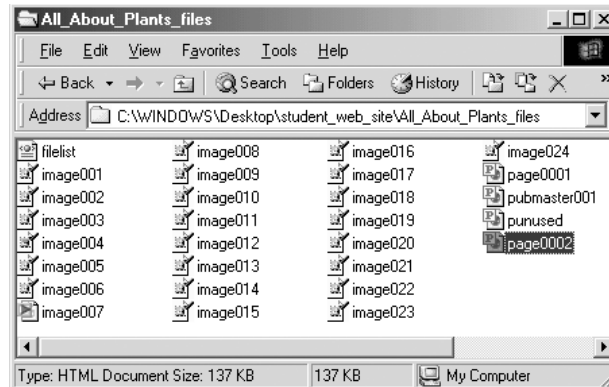 All_About_Plants_files
File Edit View Favorites Tools Help
Back Search Folders History »
Address C:\WINDOWS\Desktop\student_web_site\All_About_Plants_files
filelist image008 image016 image024
image001 image009 image017 page0001
image002 image010 image018 pubmaster001
image003 image011 image019 punused
image004 image012 image020 page0002
image005 image013 image021
image006 image014 image022
image007 image015 image023
Type: HTML Document Size: 137 KB 137 KB My Computer